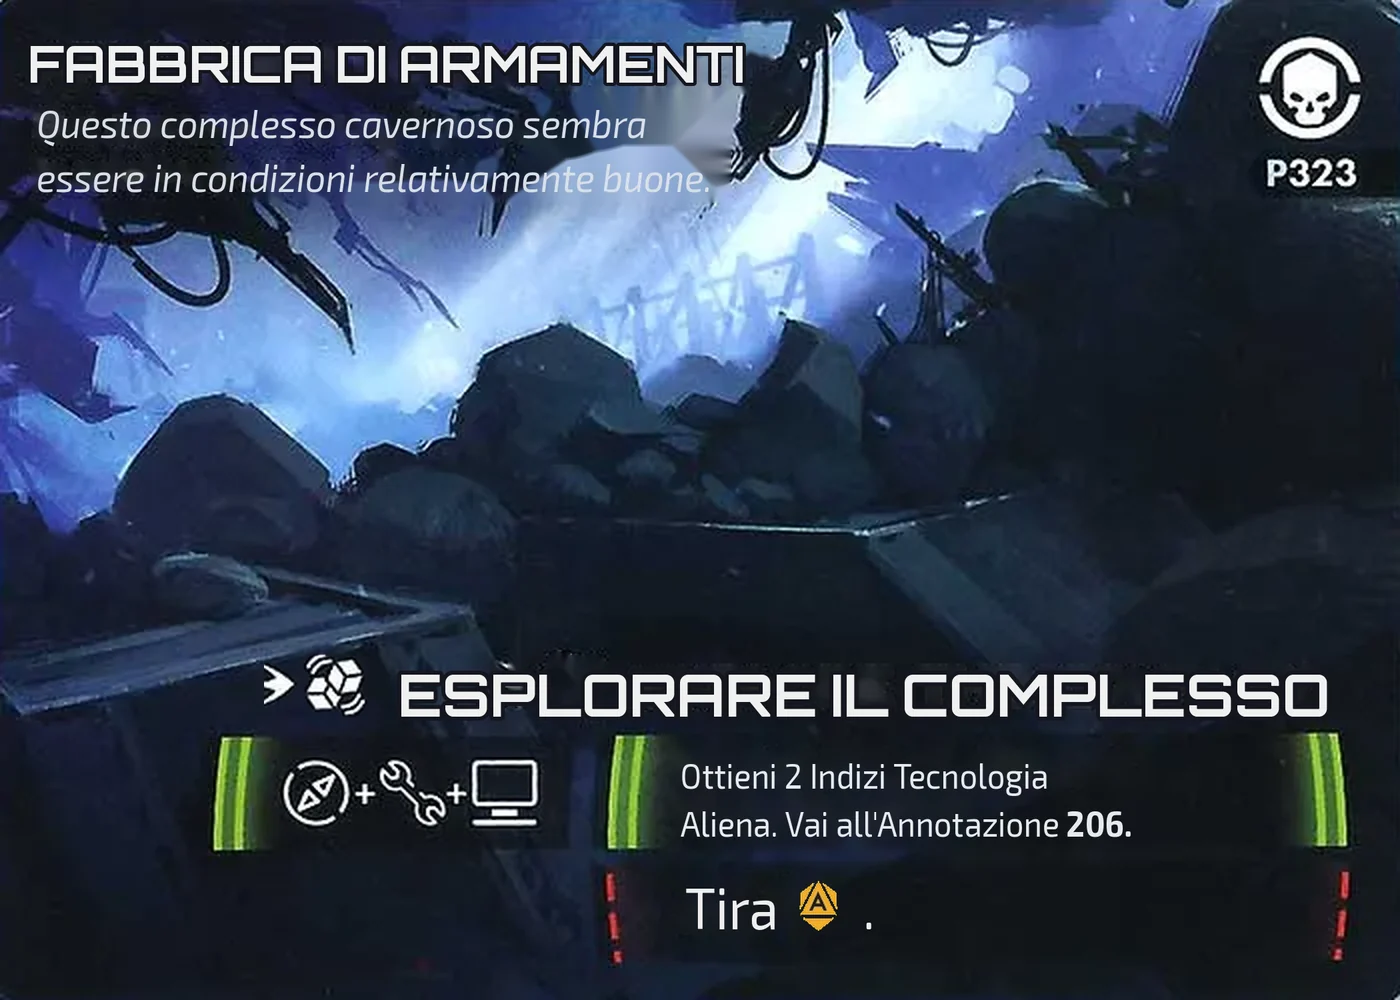 FABBRICA DI ARMAMENTI
Questo complesso cavernoso sembra
essere in condizioni relativamente buone.
P323
ESPLORARE IL COMPLESSO
+ +
Ottieni 2 Indizi Tecnologia
Aliena. Vai all'Annotazione 206.
Tira A .